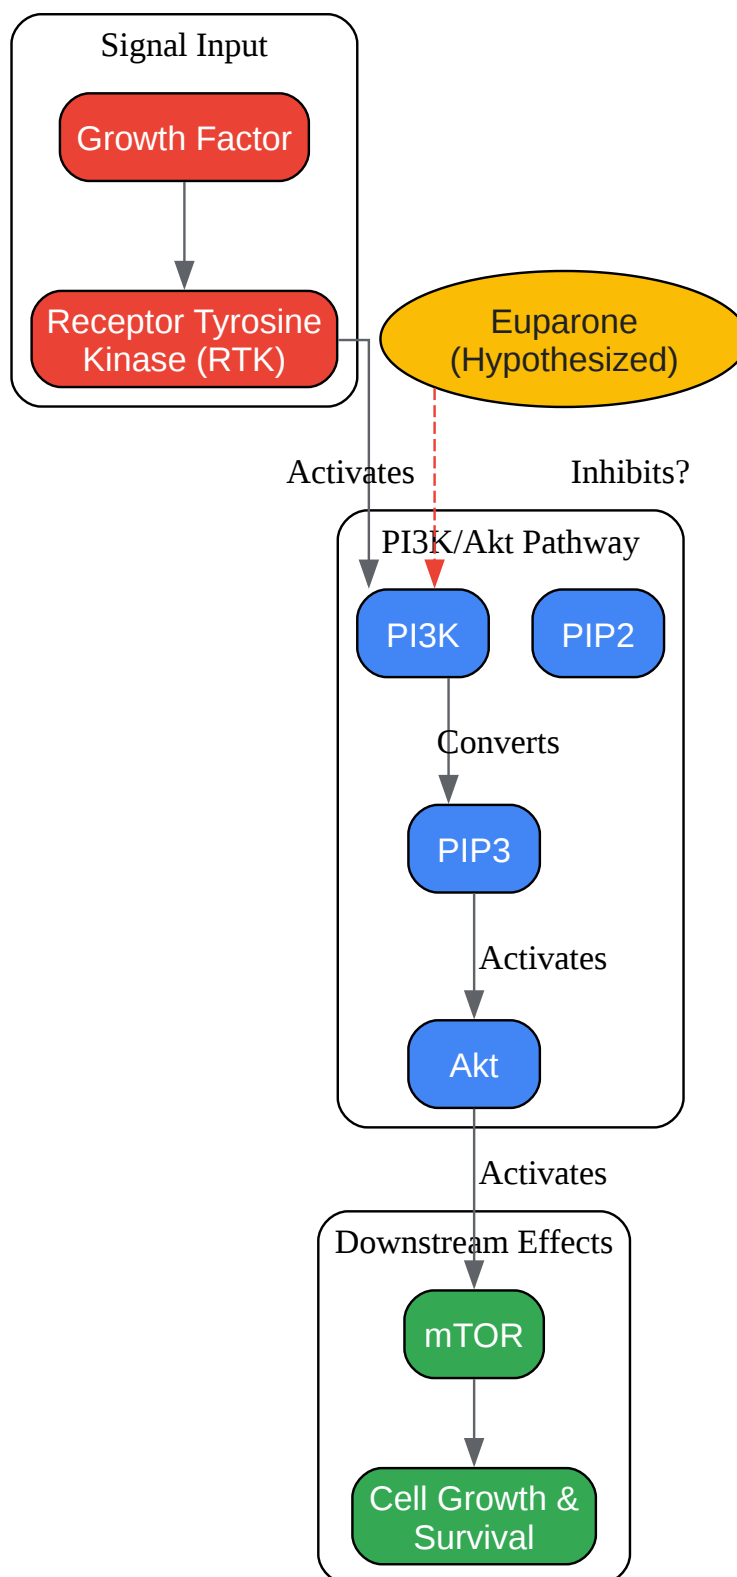 Signal Input
Growth Factor
Receptor Tyrosine
Kinase (RTK)
Euparone
(Hypothesized)
Activates
Inhibits?
PI3K/Akt Pathway
PI3K
PIP2
Converts
PIP3
Activates
Akt
Activates
Downstream Effects
mTOR
Cell Growth &
Survival